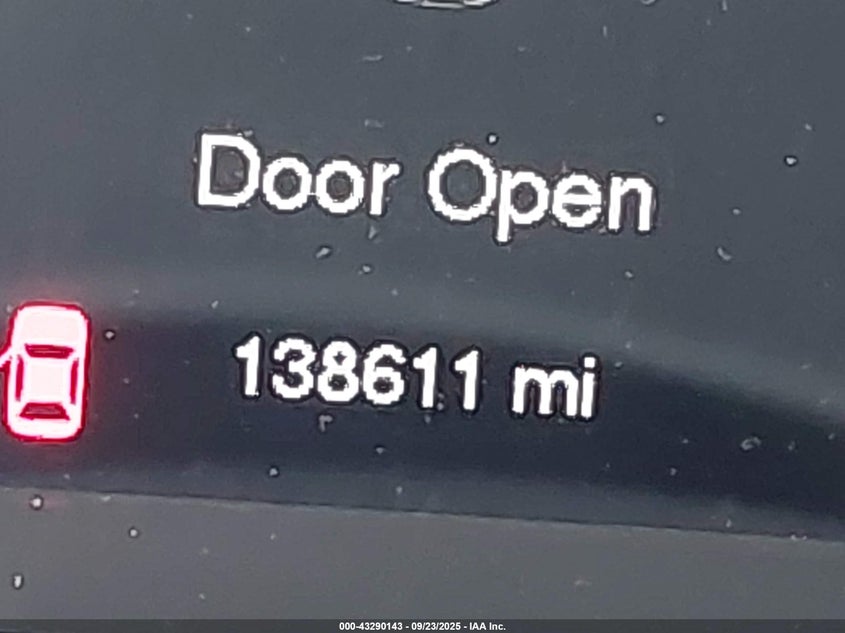 Door Open
138611 mi
000-43290143 - 09/23/2025 - IAA Inc.